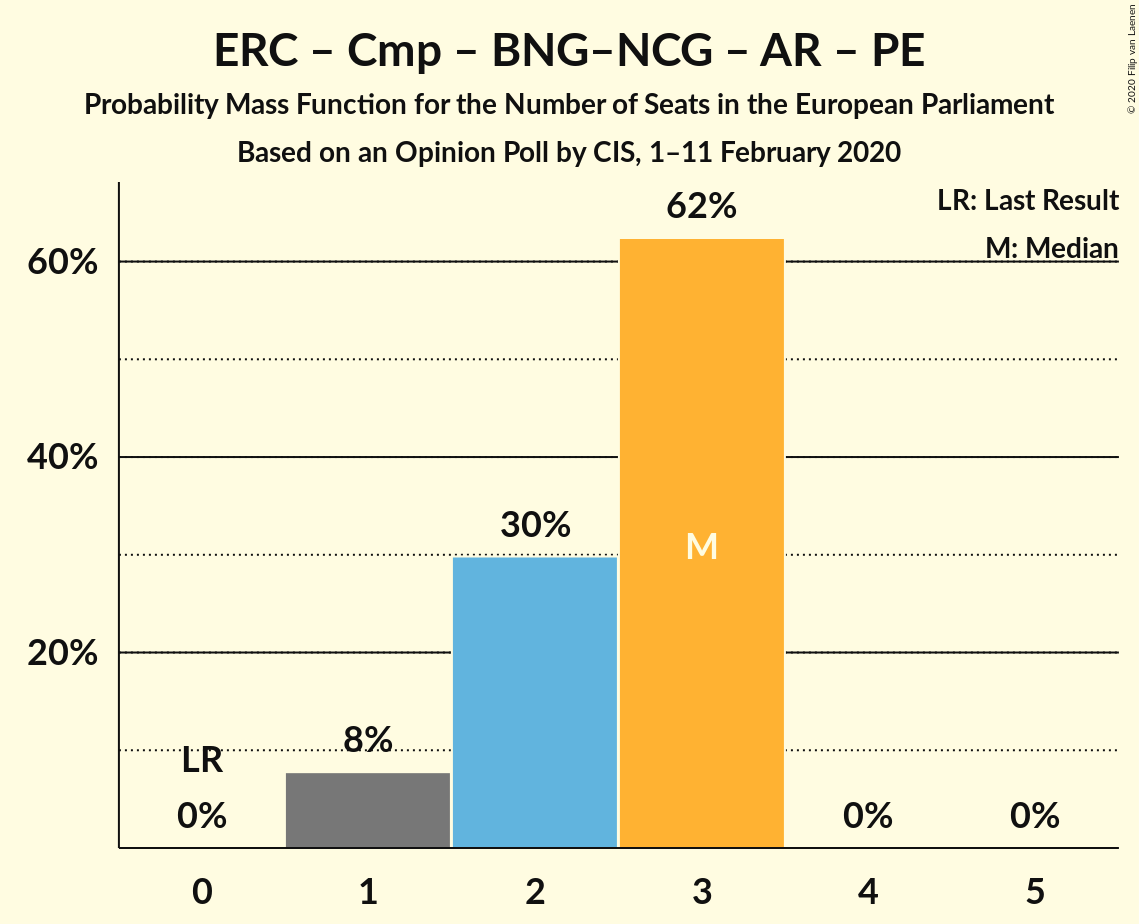 ERC – Cmp – BNG–NCG – AR – PE
Probability Mass Function for the Number of Seats in the European Parliament
Based on an Opinion Poll by CIS, 1–11 February 2020
© 2020 Filip van Laenen
LR: Last Result
M: Median
62%
60%
40%
30%
M
20%
8%
LR
0%
0%
0%
0
1
2
3
4
5